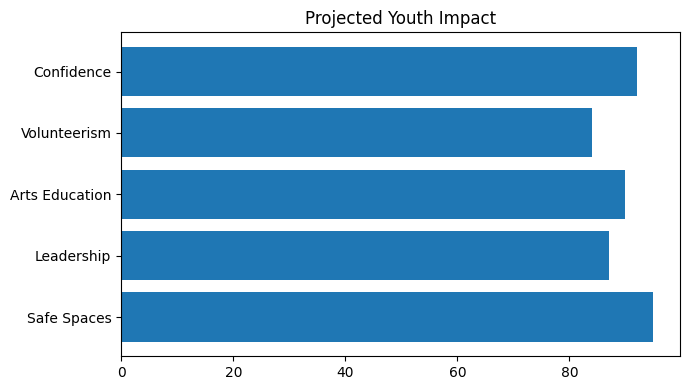 Projected Youth Impact
Confidence
Volunteerism
Arts Education
Leadership
Safe Spaces
0 20 40 60 80